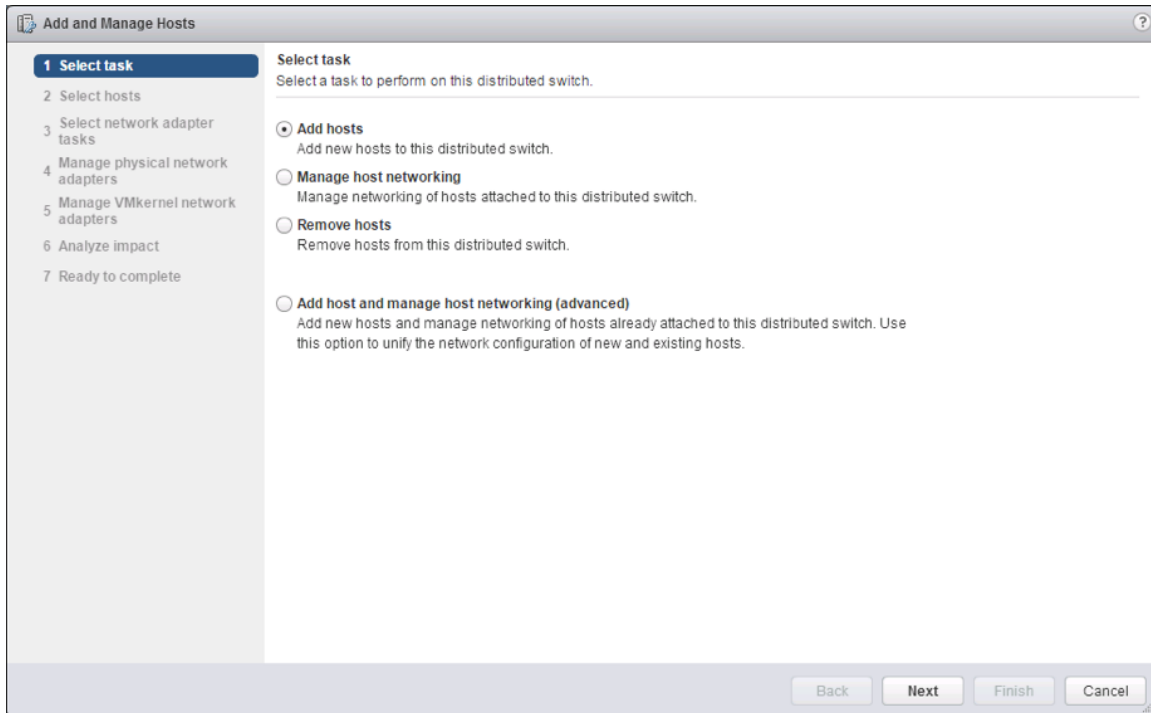 Add and Manage Hosts
?
1 Select task
2 Select hosts
3 Select network adapter
tasks
4 Manage physical network
adapters
5 Manage VMkernel network
adapters
6 Analyze impact
7 Ready to complete
Select task
Select a task to perform on this distributed switch.
Add hosts
Add new hosts to this distributed switch.
Manage host networking
Manage networking of hosts attached to this distributed switch.
Remove hosts
Remove hosts from this distributed switch.
Add host and manage host networking (advanced)
Add new hosts and manage networking of hosts already attached to this distributed switch. Use
this option to unify the network configuration of new and existing hosts.
Back Next Finish Cancel